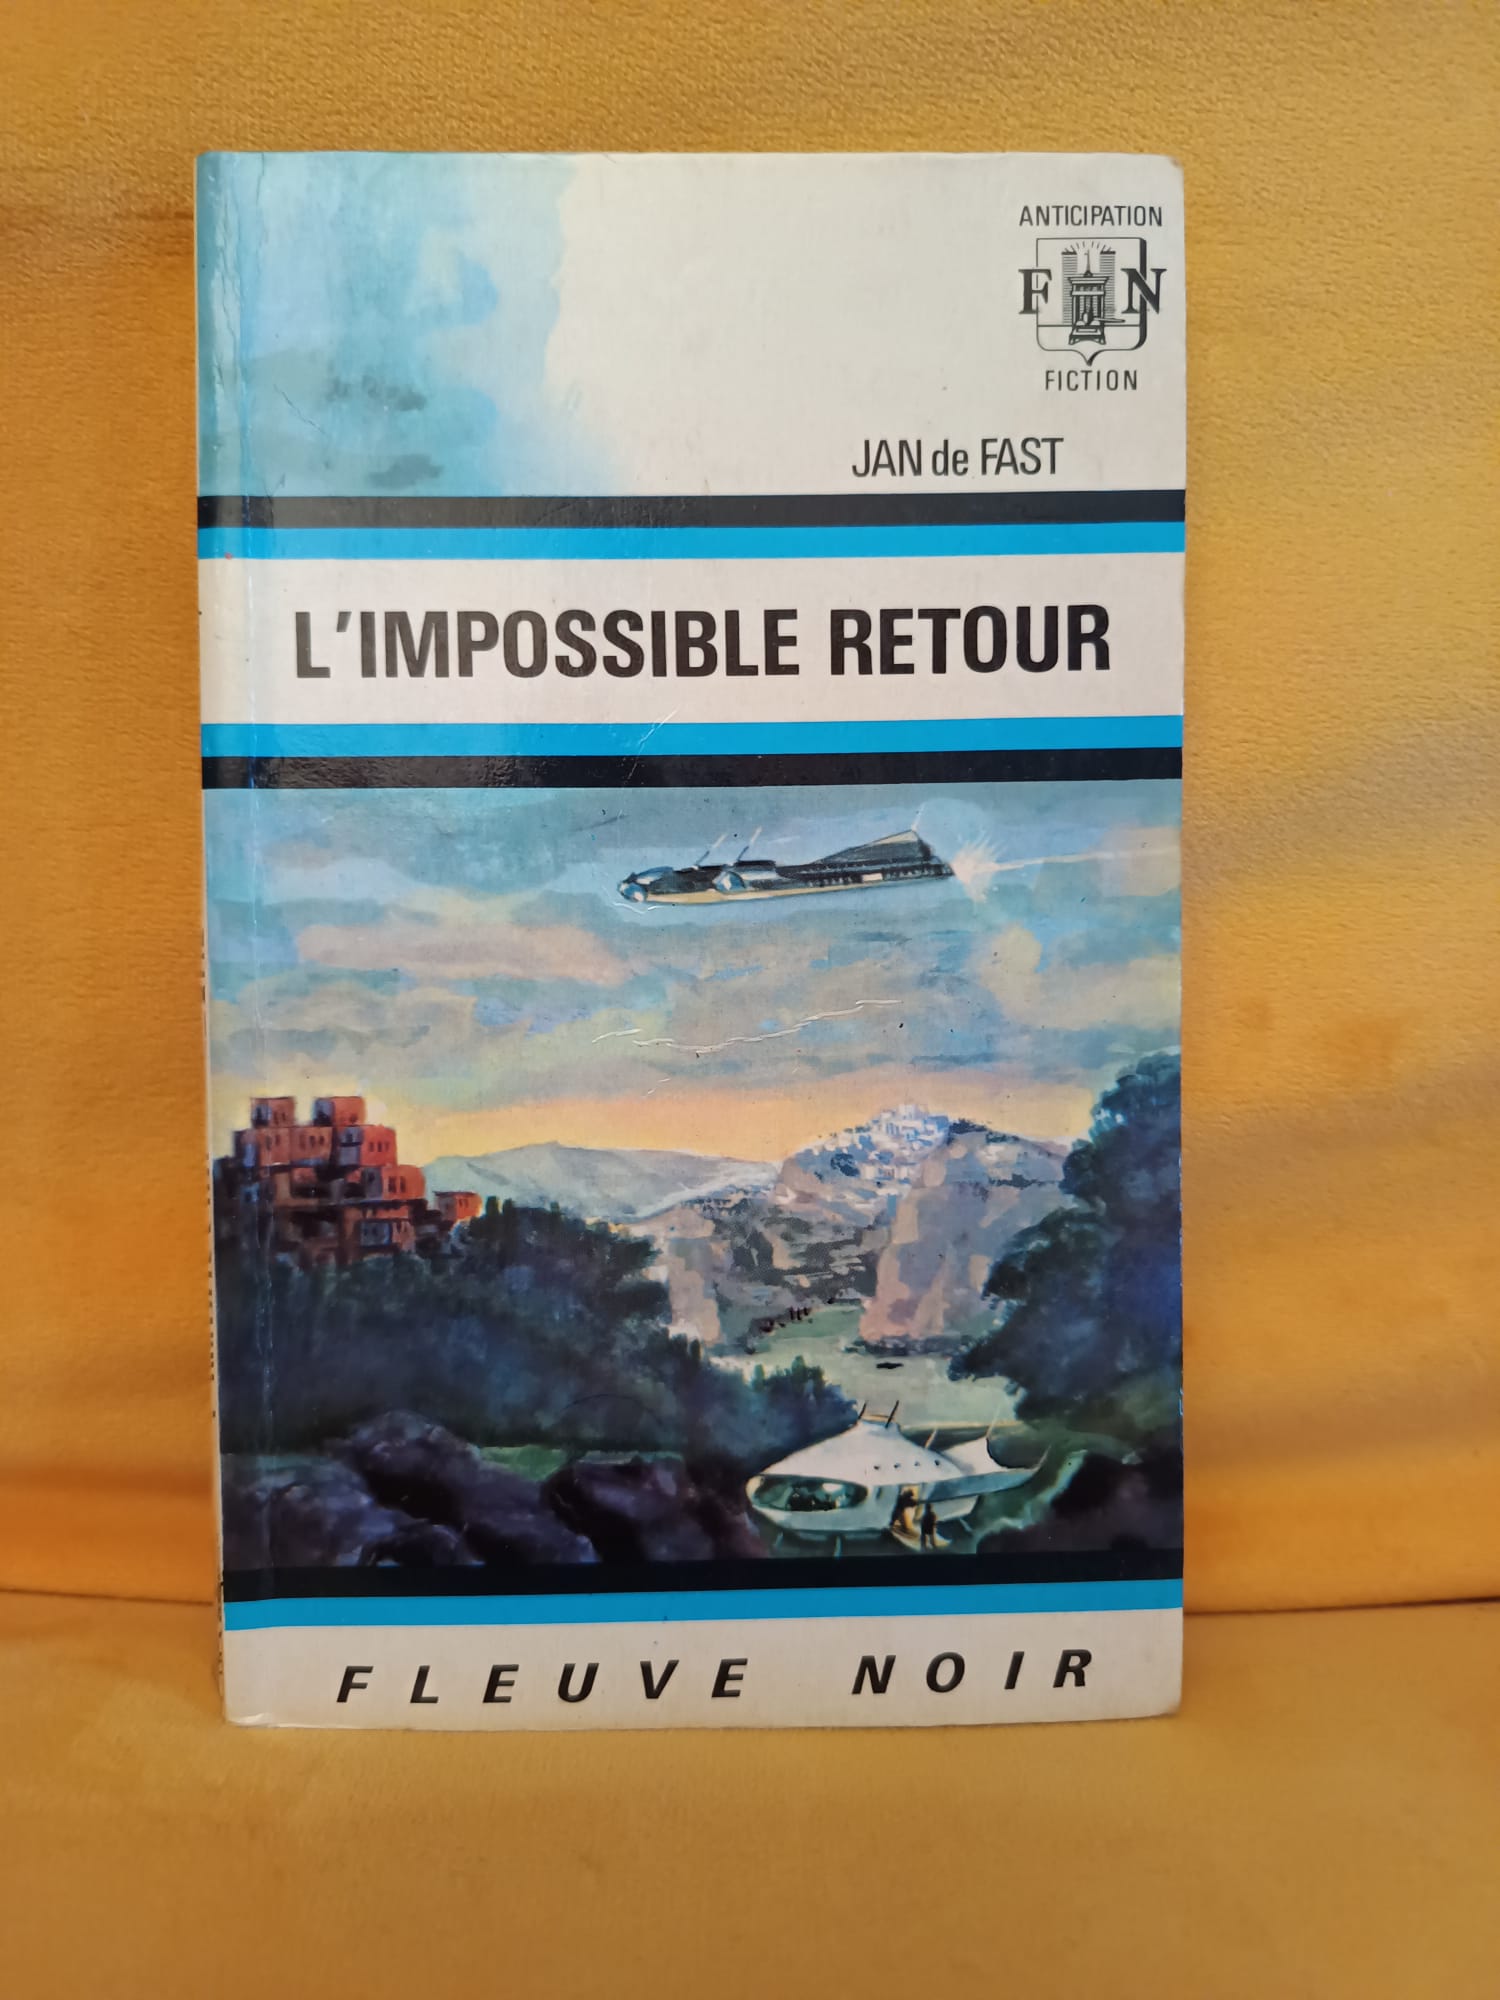 ANTICIPATION
F N
FICTION
JAN de FAST
L'IMPOSSIBLE RETOUR
FLEUVE NOIR